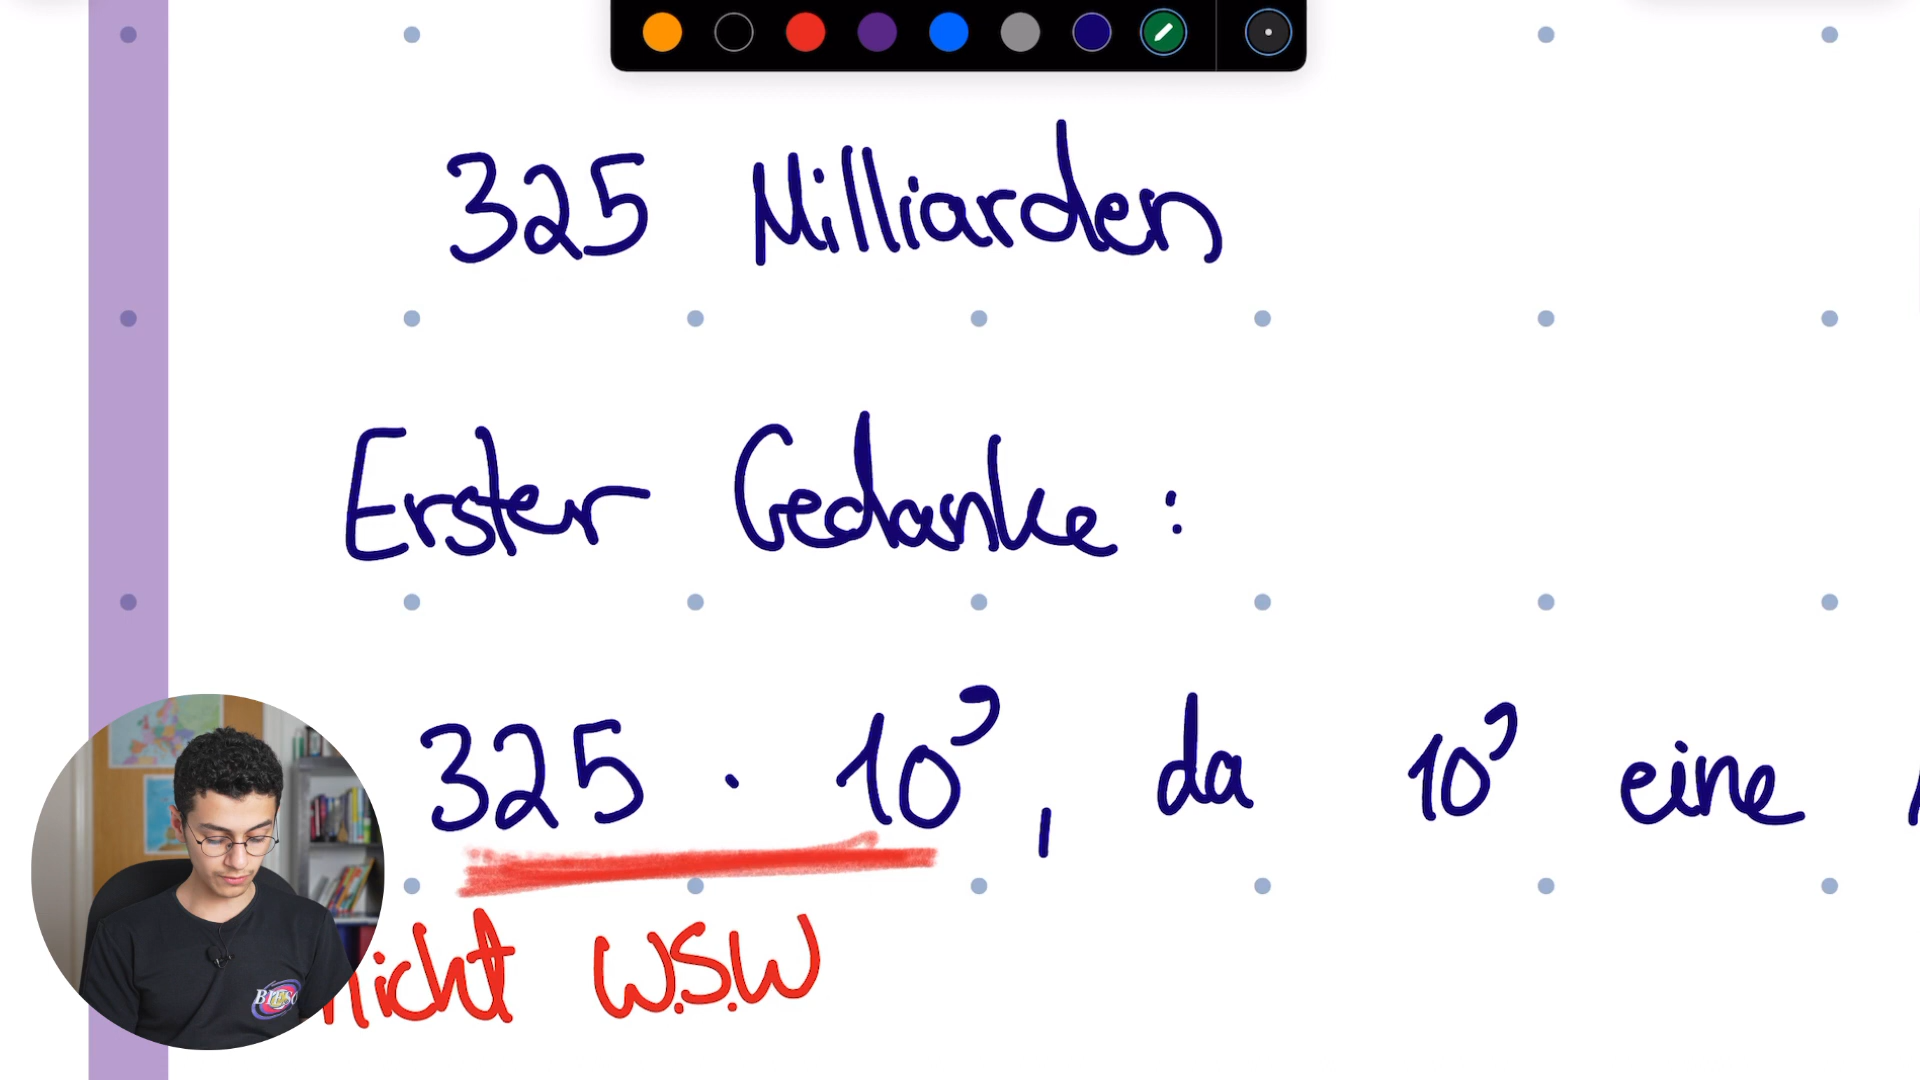 325 Milliarden
Erster Gedanke :
325 · 10⁹, da 10⁹ eine
nicht W.S.W